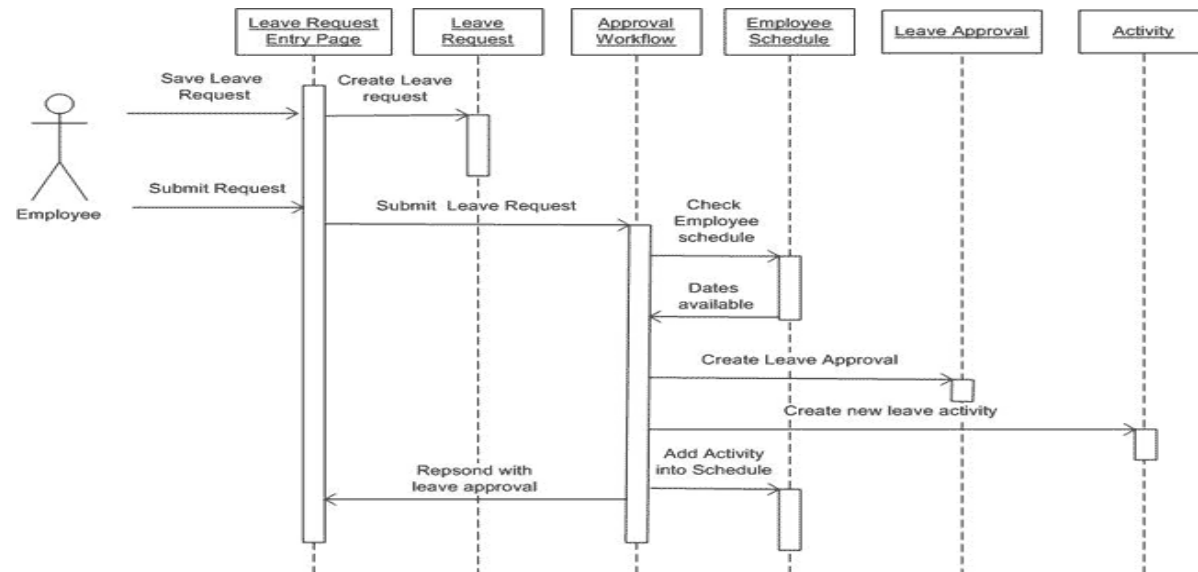 Leave Request
Entry Page
Leave
Request
Approval
Workflow
Employee
Schedule
Leave Approval
Activity
Save Leave
Request
Create Leave
request
Employee
Submit Request
Submit Leave Request
Check
Employee
schedule
Dates
available
Create Leave Approval
Create new leave activity
Add Activity
into Schedule
Repsond with
leave approval